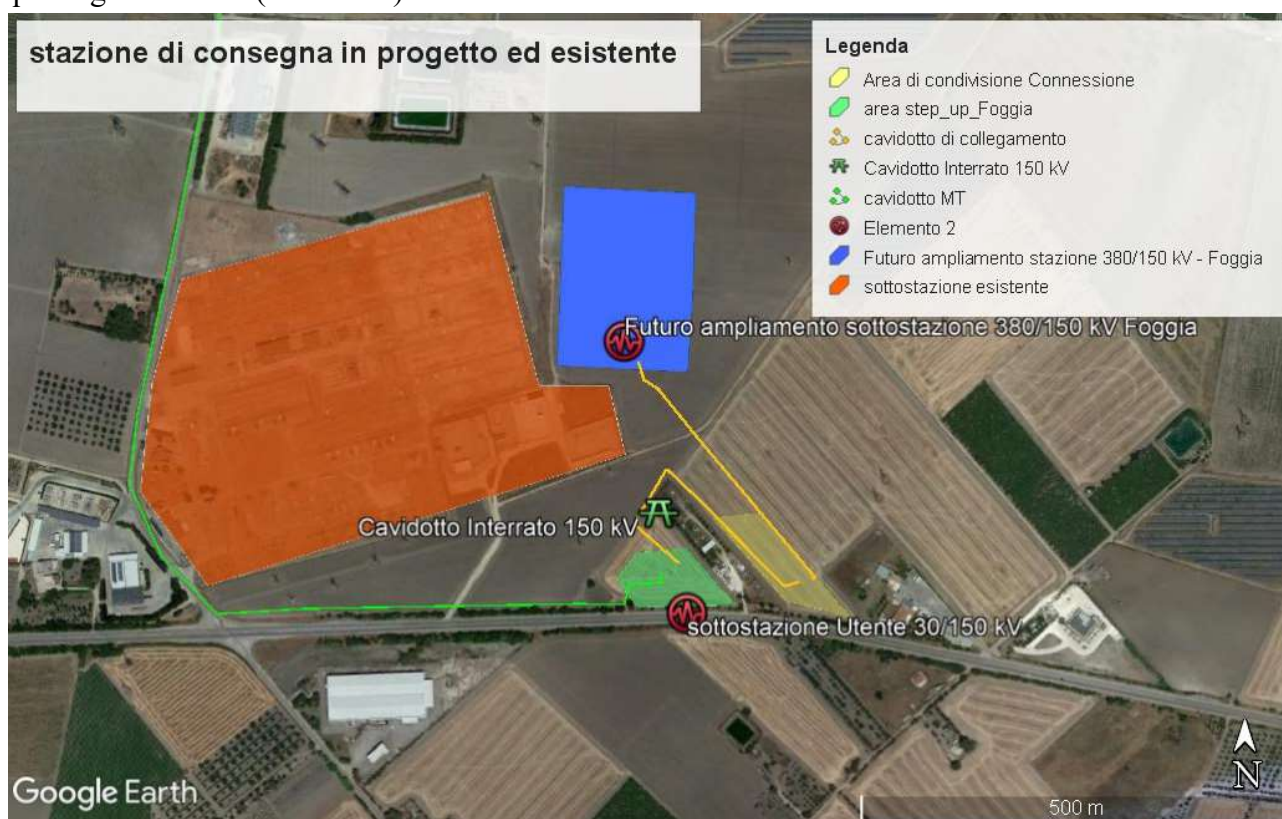 stazione di consegna in progetto ed esistente
Legenda
Area di condivisione Connessione
area step_up_Foggia
cavidotto di collegamento
Cavidotto Interrato 150 kV
cavidotto MT
Elemento 2
Futuro ampliamento stazione 380/150 kV - Foggia
sottostazione esistente
Futuro ampliamento sottostazione 380/150 kV Foggia
Cavidotto Interrato 150 kV
sottostazione Utente 30/150 kV
Google Earth
N
500 m